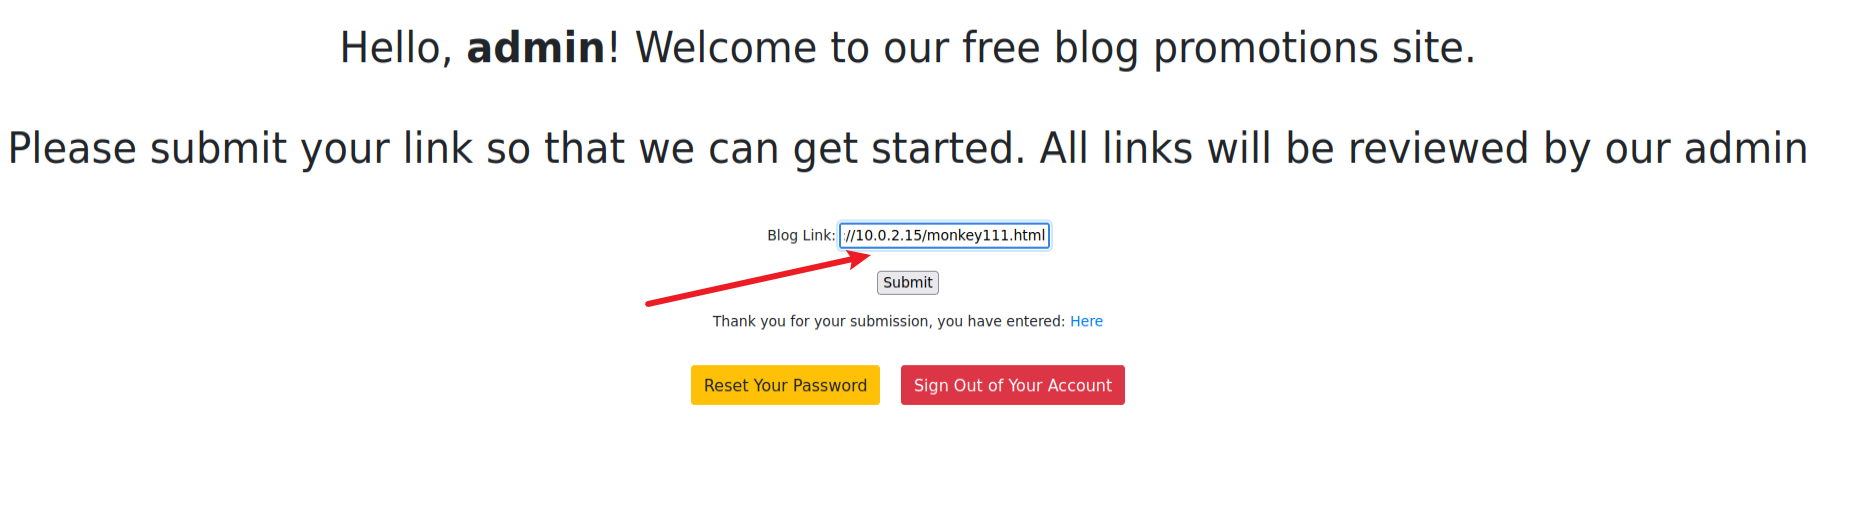 Hello, admin! Welcome to our free blog promotions site.
Please submit your link so that we can get started. All links will be reviewed by our admin
Blog Link: ://10.0.2.15/monkey111.html
Submit
Thank you for your submission, you have entered: Here
Reset Your Password Sign Out of Your Account